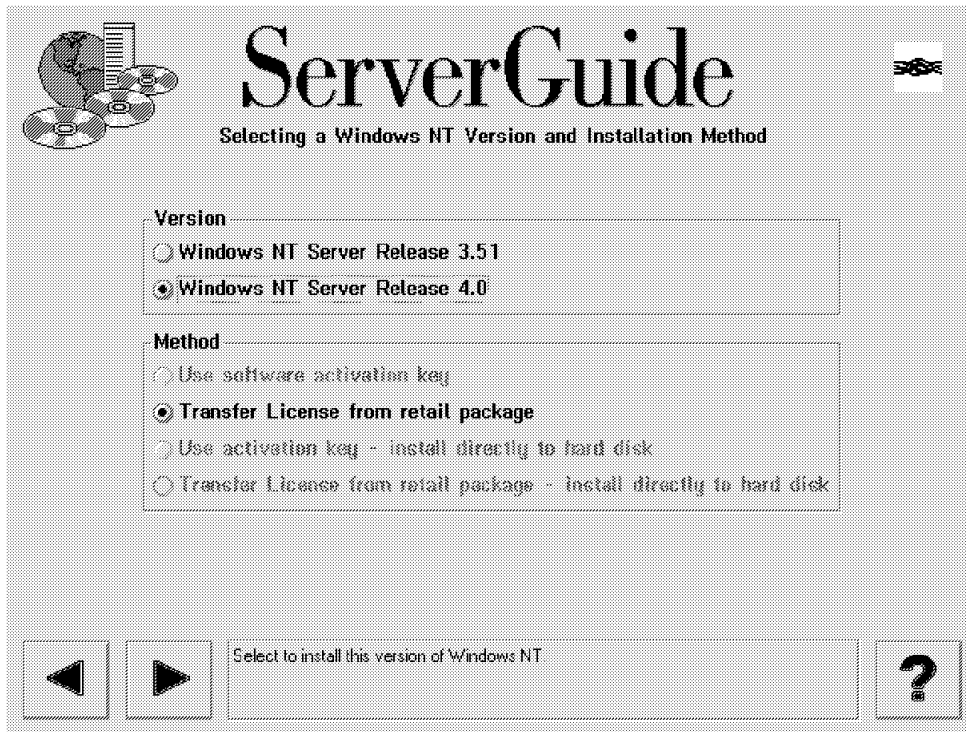 ServerGuide
Selecting a Windows NT Version and Installation Method
Version
Windows NT Server Release 3.51
Windows NT Server Release 4.0
Method
Use software activation key
Transfer License from retail package
Use activation key - install directly to hard disk
Transfer License from retail package - install directly to hard disk
Select to install this version of Windows NT.
?